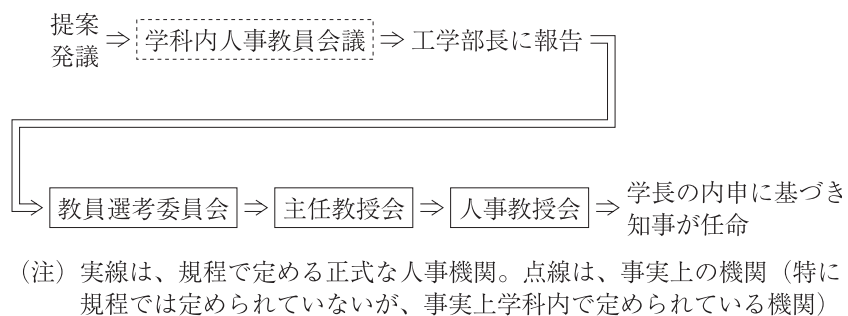 提案
発議 ⇒ 学科内人事教員会議 ⇒ 工学部長に報告
教員選考委員会 ⇒ 主任教授会 ⇒ 人事教授会 ⇒ 学長の内申に基づき
知事が任命
（注）実線は、規程で定める正式な人事機関。点線は、事実上の機関（特に
規程では定められていないが、事実上学科内で定められている機関）